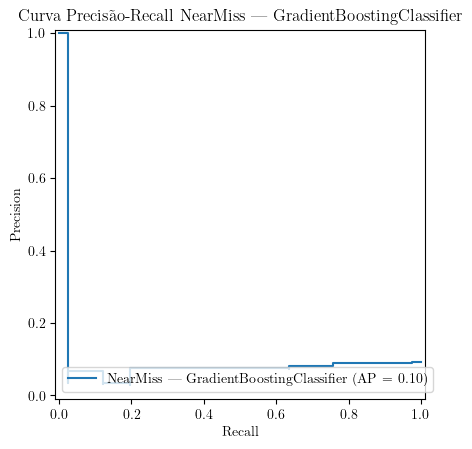 Curva Precisão-Recall NearMiss — GradientBoostingClassifier
1.0
0.8
0.6
0.4
0.2
0.0
Precision
NearMiss — GradientBoostingClassifier (AP = 0.10)
0.0 0.2 0.4 0.6 0.8 1.0
Recall